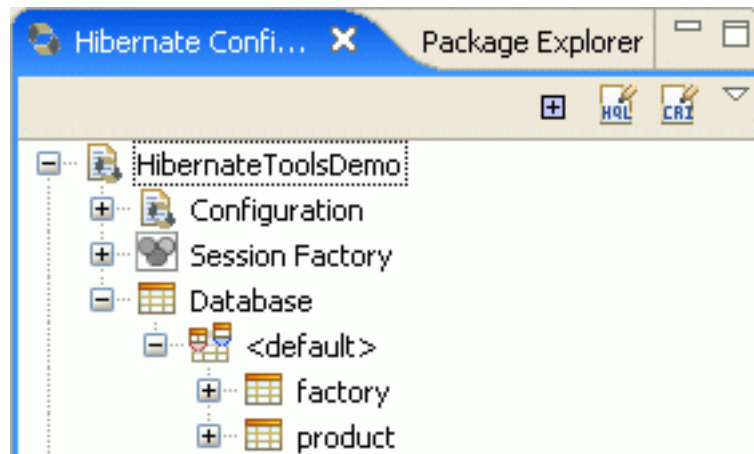 Hibernate Confi... Package Explorer
HQL CRI
HibernateToolsDemo
Configuration
Session Factory
Database
<default>
factory
product